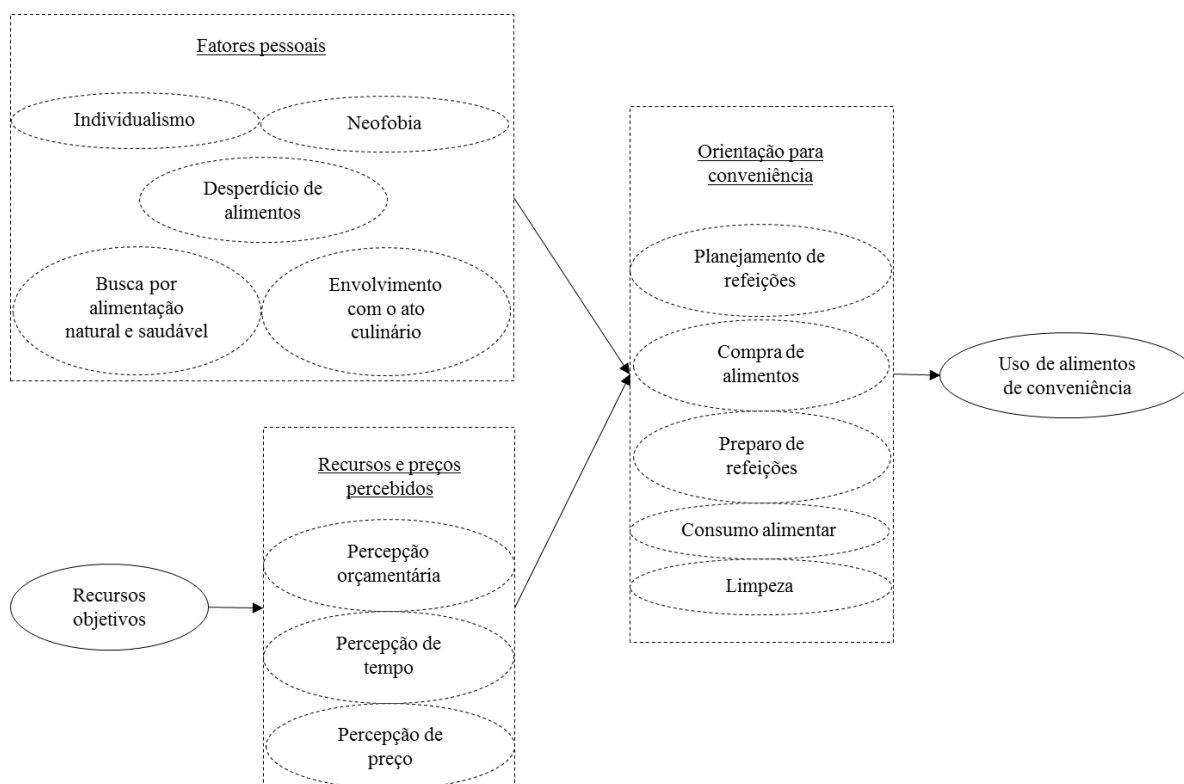 Fatores pessoais
Individualismo
Neofobia
Desperdício de
alimentos
Busca por
alimentação
natural e saudável
Envolvimento
com o ato
culinário
Recursos e preços
percebidos
Percepção
orçamentária
Percepção de
tempo
Percepção de
preço
Recursos
objetivos
Orientação para
conveniência
Planejamento de
refeições
Compra de
alimentos
Preparo de
refeições
Consumo alimentar
Limpeza
Uso de alimentos
de conveniência